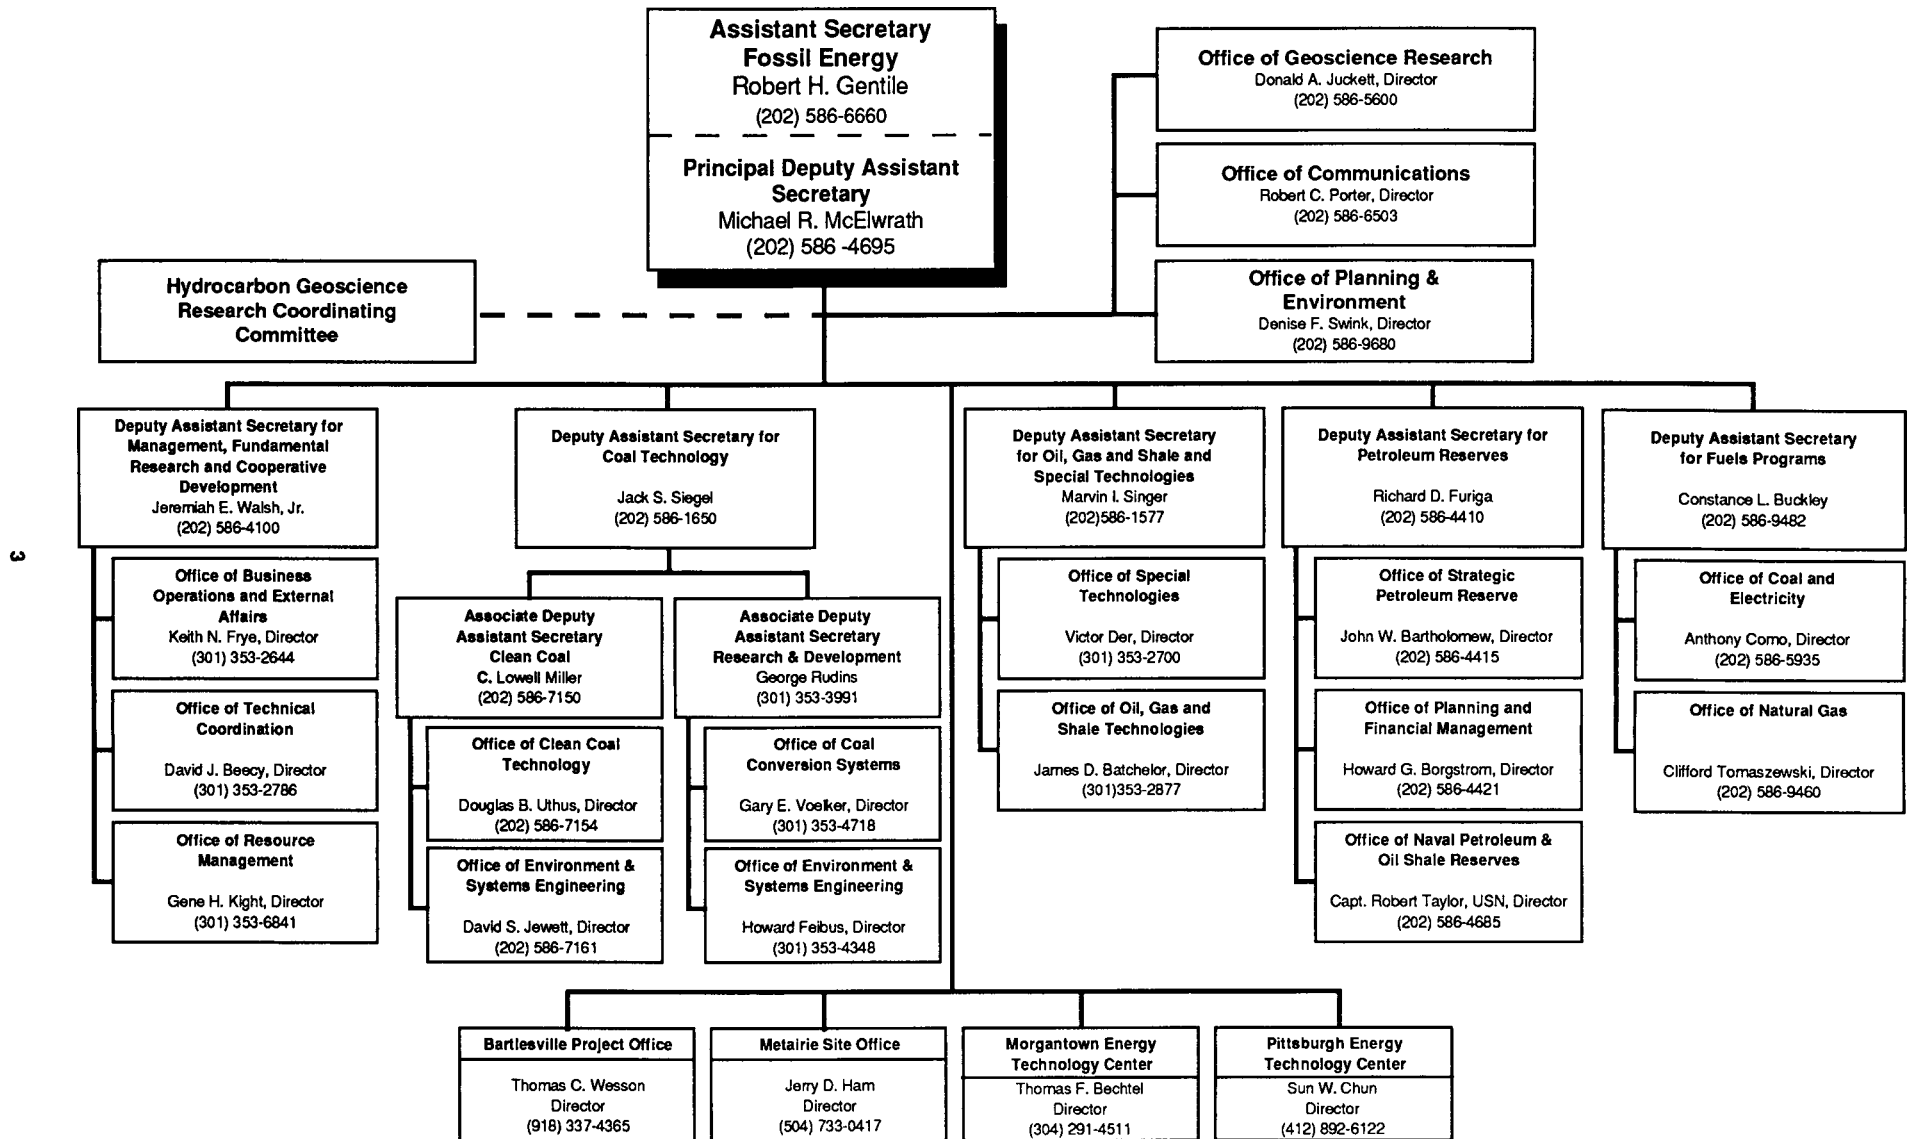 Assistant Secretary
Fossil Energy
Robert H. Gentile
(202) 586-6660
Principal Deputy Assistant
Secretary
Michael R. McElwrath
(202) 586 -4695
Office of Geoscience Research
Donald A. Juckett, Director
(202) 586-5600
Office of Communications
Robert C. Porter, Director
(202) 586-6503
Office of Planning &
Environment
Denise F. Swink, Director
(202) 586-9680
Hydrocarbon Geoscience
Research Coordinating
Committee
Deputy Assistant Secretary for
Management, Fundamental
Research and Cooperative
Development
Jeremiah E. Walsh, Jr.
(202) 586-4100
Office of Business
Operations and External
Affairs
Keith N. Frye, Director
(301) 353-2644
Office of Technical
Coordination
David J. Beecy, Director
(301) 353-2786
Office of Resource
Management
Gene H. Kight, Director
(301) 353-6841
Deputy Assistant Secretary for
Coal Technology
Jack S. Siegel
(202) 586-1650
Associate Deputy
Assistant Secretary
Clean Coal
C. Lowell Miller
(202) 586-7150
Office of Clean Coal
Technology
Douglas B. Uthus, Director
(202) 586-7154
Office of Environment &
Systems Engineering
David S. Jewett, Director
(202) 586-7161
Associate Deputy
Assistant Secretary
Research & Development
George Rudins
(301) 353-3991
Office of Coal
Conversion Systems
Gary E. Voelker, Director
(301) 353-4718
Office of Environment &
Systems Engineering
Howard Feibus, Director
(301) 353-4348
Deputy Assistant Secretary
for Oil, Gas and Shale and
Special Technologies
Marvin I. Singer
(202)586-1577
Office of Special
Technologies
Victor Der, Director
(301) 353-2700
Office of Oil, Gas and
Shale Technologies
James D. Batchelor, Director
(301)353-2877
Deputy Assistant Secretary for
Petroleum Reserves
Richard D. Furiga
(202) 586-4410
Office of Strategic
Petroleum Reserve
John W. Bartholomew, Director
(202) 586-4415
Office of Planning and
Financial Management
Howard G. Borgstrom, Director
(202) 586-4421
Office of Naval Petroleum &
Oil Shale Reserves
Capt. Robert Taylor, USN, Director
(202) 586-4685
Deputy Assistant Secretary
for Fuels Programs
Constance L. Buckley
(202) 586-9482
Office of Coal and
Electricity
Anthony Como, Director
(202) 586-5935
Office of Natural Gas
Clifford Tomaszewski, Director
(202) 586-9460
Bartlesville Project Office
Thomas C. Wesson
Director
(918) 337-4365
Metairie Site Office
Jerry D. Ham
Director
(504) 733-0417
Morgantown Energy
Technology Center
Thomas F. Bechtel
Director
(304) 291-4511
Pittsburgh Energy
Technology Center
Sun W. Chun
Director
(412) 892-6122
3